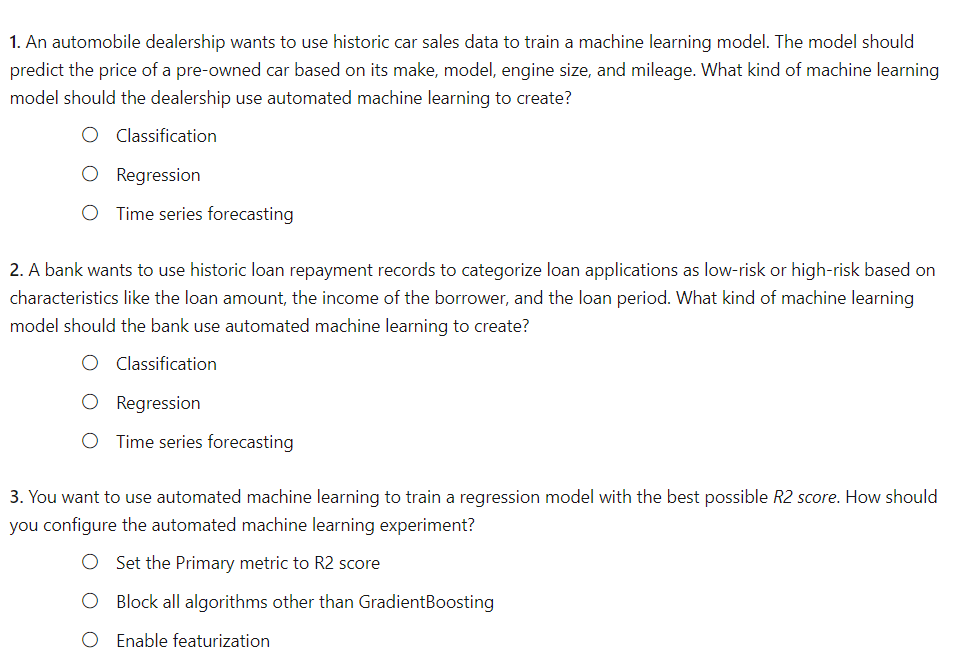 1. An automobile dealership wants to use historic car sales data to train a machine learning model. The model should
predict the price of a pre-owned car based on its make, model, engine size, and mileage. What kind of machine learning
model should the dealership use automated machine learning to create?
Classification
Regression
Time series forecasting
2. A bank wants to use historic loan repayment records to categorize loan applications as low-risk or high-risk based on
characteristics like the loan amount, the income of the borrower, and the loan period. What kind of machine learning
model should the bank use automated machine learning to create?
Classification
Regression
Time series forecasting
3. You want to use automated machine learning to train a regression model with the best possible R2 score. How should
you configure the automated machine learning experiment?
Set the Primary metric to R2 score
Block all algorithms other than GradientBoosting
Enable featurization